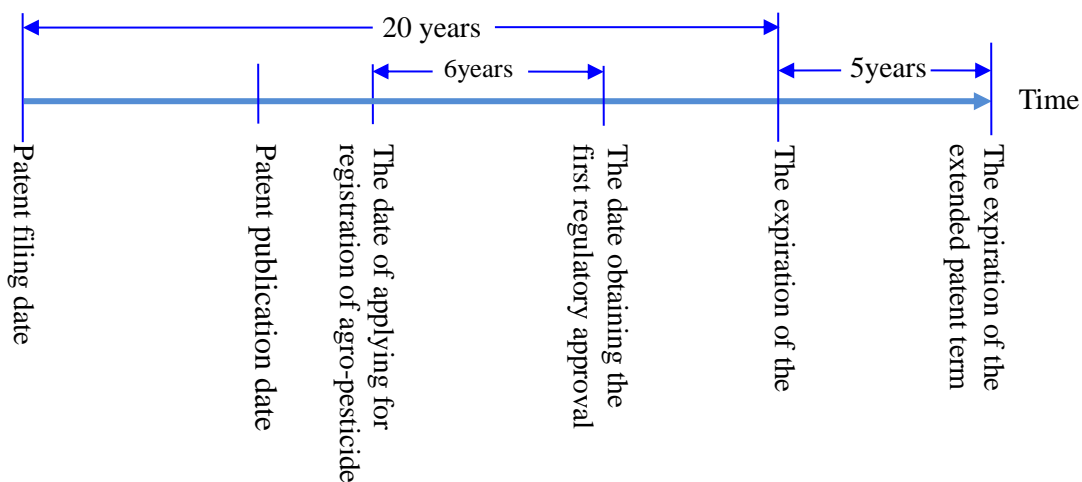 20 years
6years
5years
Time
Patent filing date
Patent publication date
The date of applying for
registration of agro-pesticide
The date obtaining the
first regulatory approval
The expiration of the
The expiration of the
extended patent term